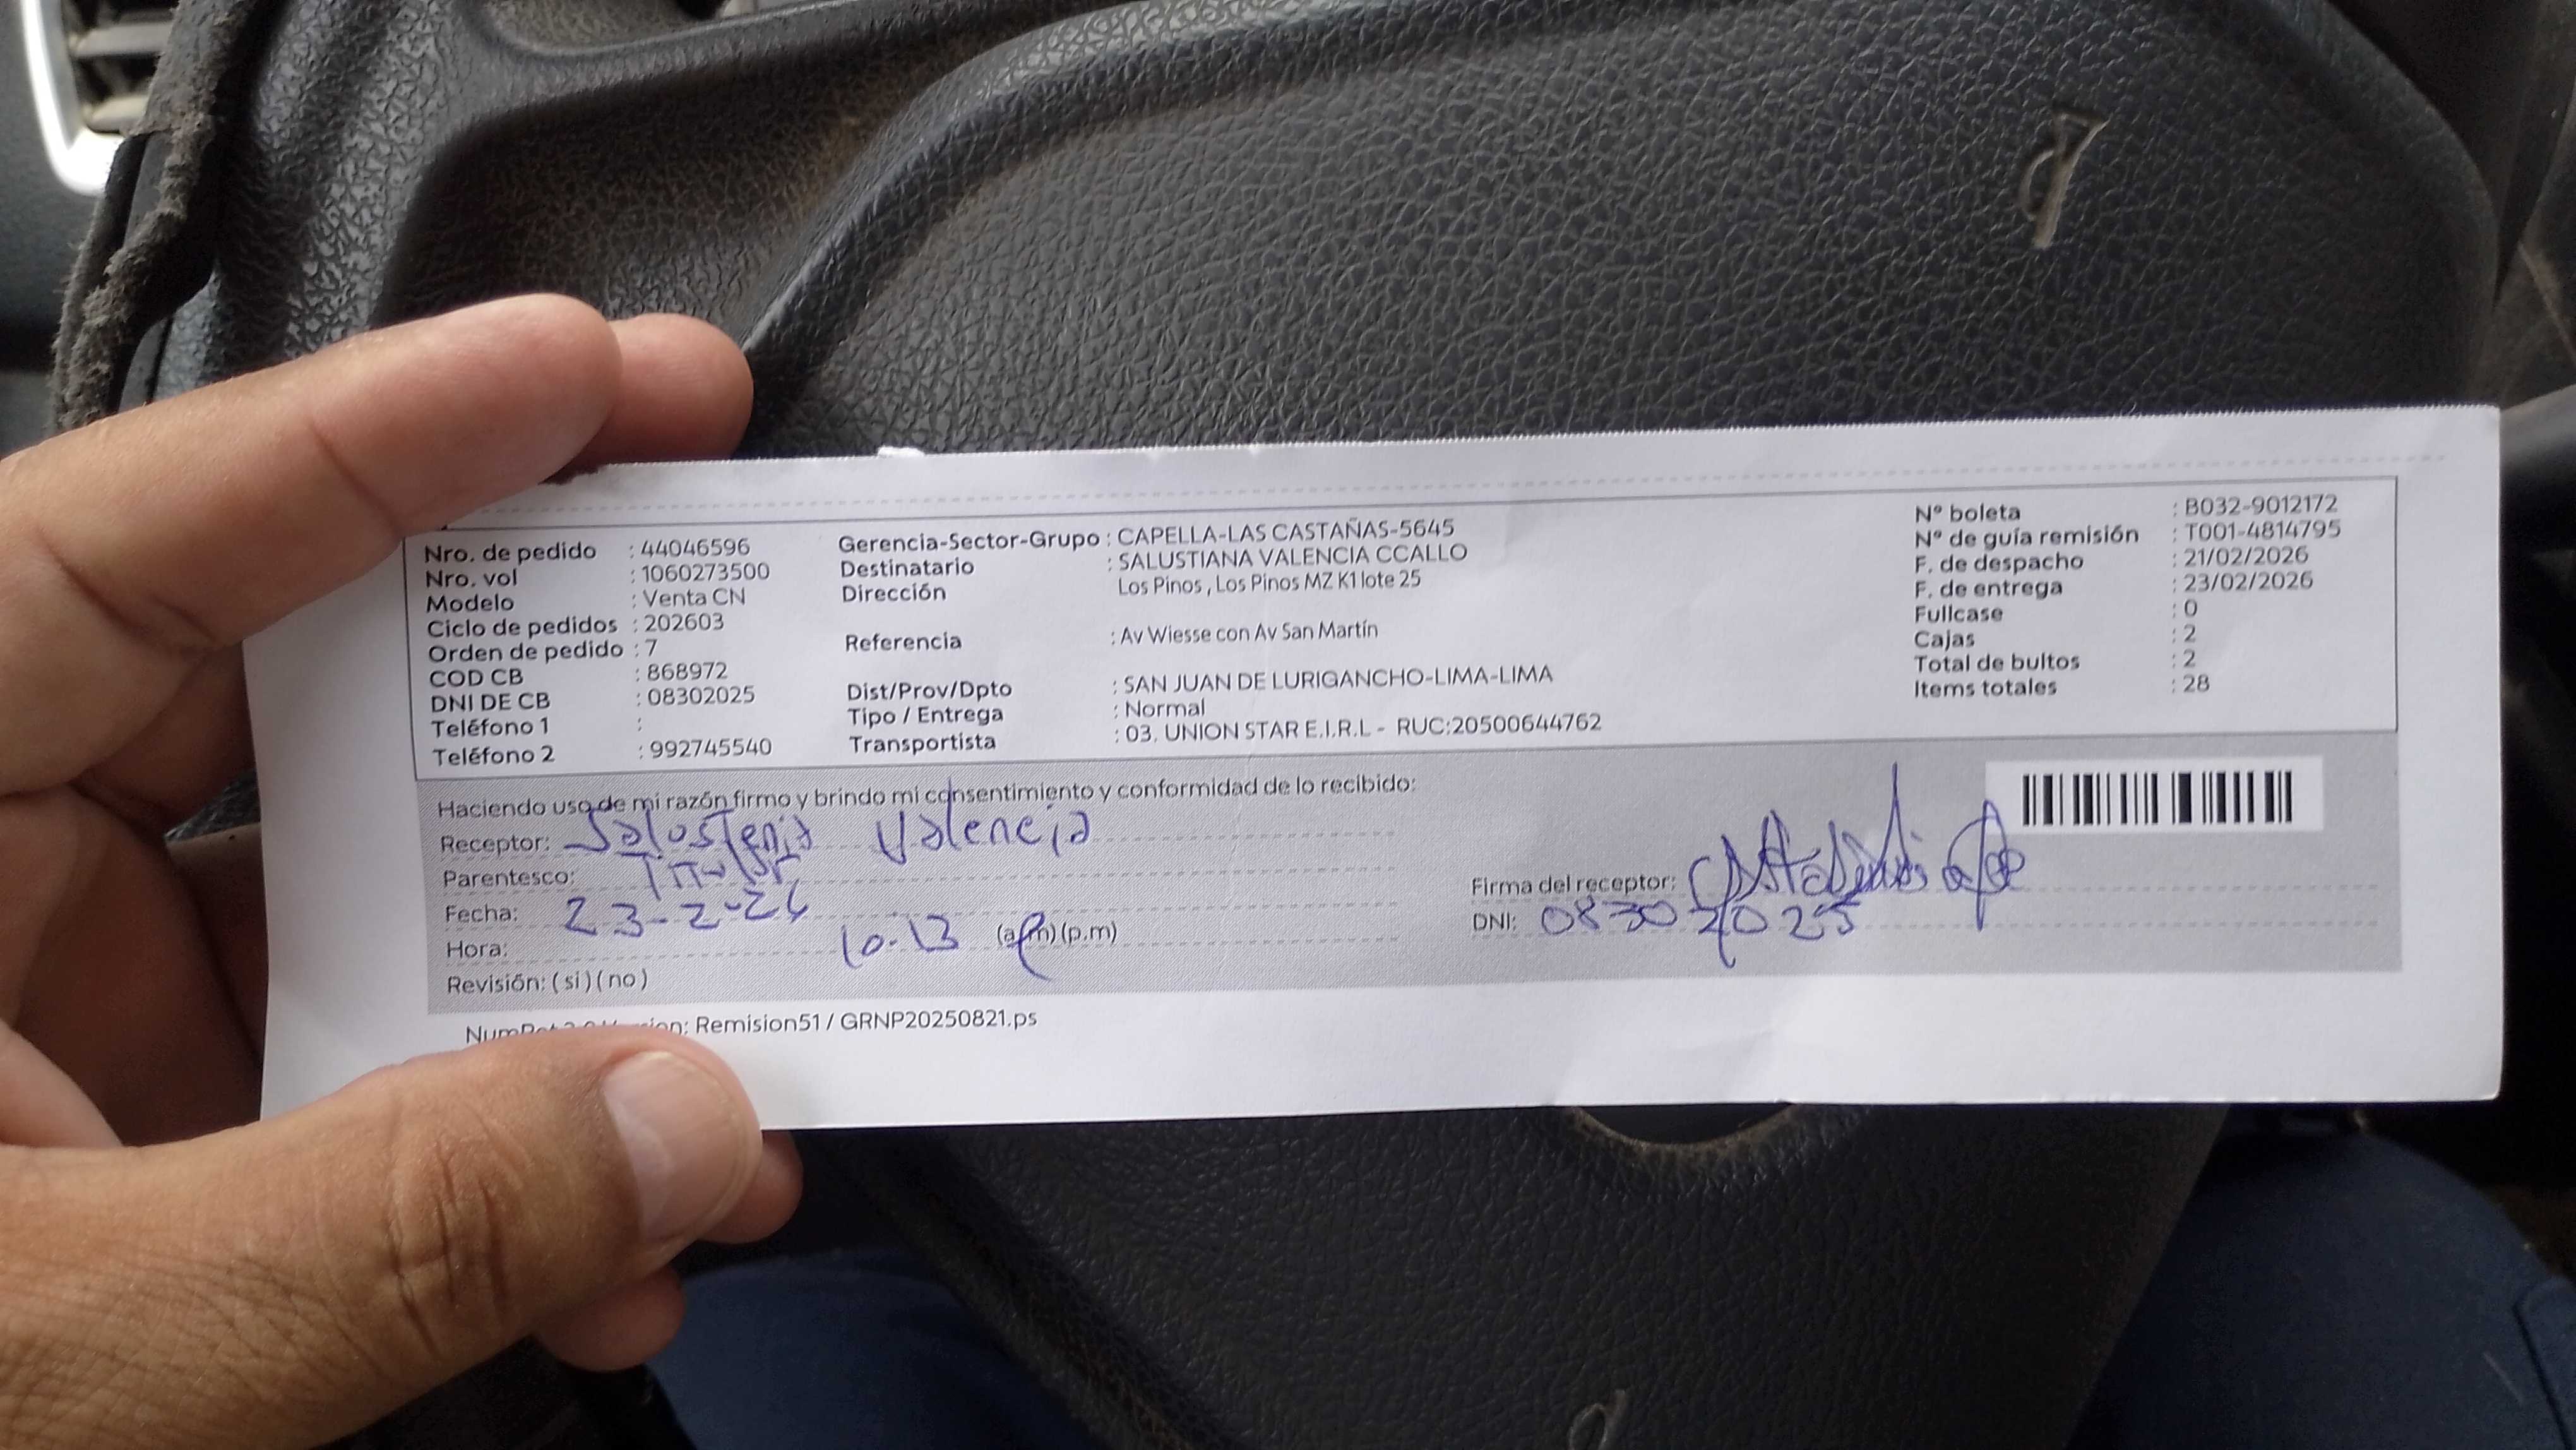 Nro. de pedido : 44046596
Nro. vol : 1060273500
Modelo : Venta CN
Ciclo de pedidos : 202603
Orden de pedido : 7
COD CB : 868972
DNI DE CB : 08302025
Teléfono 1 :
Teléfono 2 : 992745540
Gerencia-Sector-Grupo : CAPELLA-LAS CASTAÑAS-5645
Destinatario : SALUSTIANA VALENCIA CCALLO
Dirección Los Pinos , Los Pinos MZ K1 lote 25
Referencia : Av Wiesse con Av San Martín
Dist/Prov/Dpto : SAN JUAN DE LURIGANCHO-LIMA-LIMA
Tipo / Entrega : Normal
Transportista : 03. UNION STAR E.I.R.L - RUC:20500644762
N° boleta : B032-9012172
N° de guía remisión : T001-4814795
F. de despacho : 21/02/2026
F. de entrega : 23/02/2026
Fullcase : 0
Cajas : 2
Total de bultos : 2
Items totales : 28
Haciendo uso de mi razón firmo y brindo mi consentimiento y conformidad de lo recibido:
Receptor: Valencia
Parentesco: Titular
Fecha: 23-2-26
Hora: 10.13 (a.m) (p.m)
Revisión: ( si ) ( no )
Firma del receptor:
DNI: 08302025
Remision51 / GRNP20250821.ps